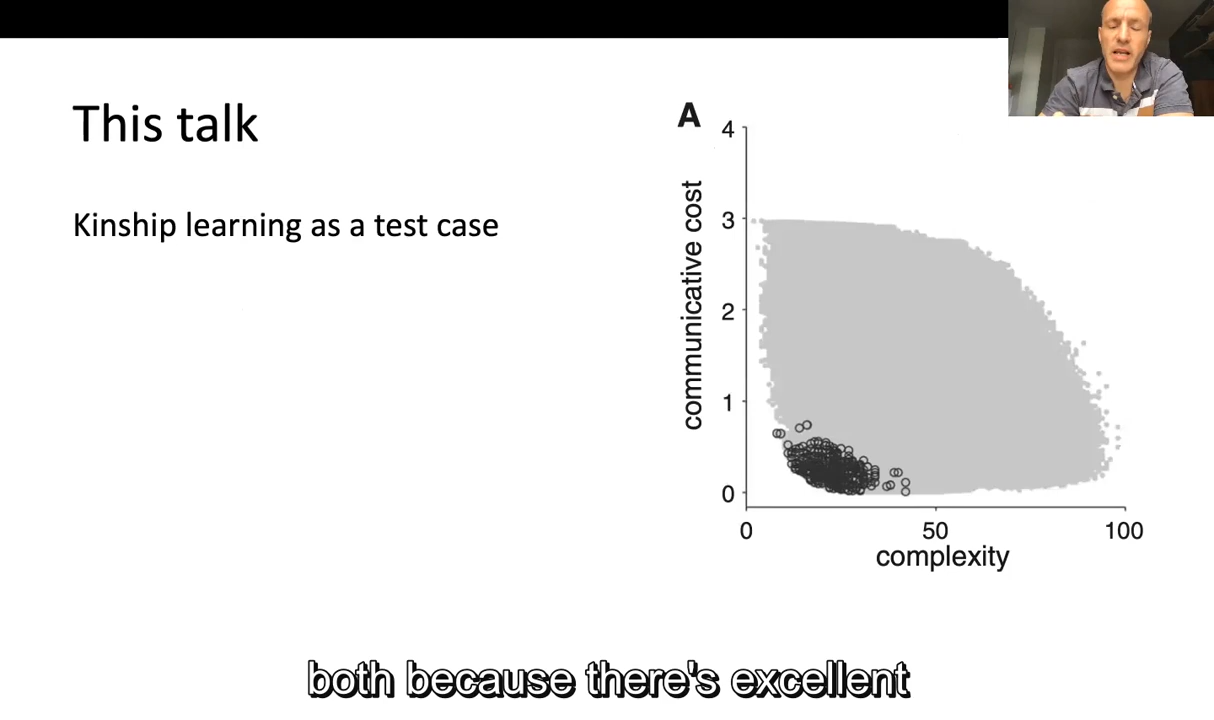 This talk
Kinship learning as a test case
A
communicative cost
4
3
2
1
0
0
50
100
complexity
both because there's excellent